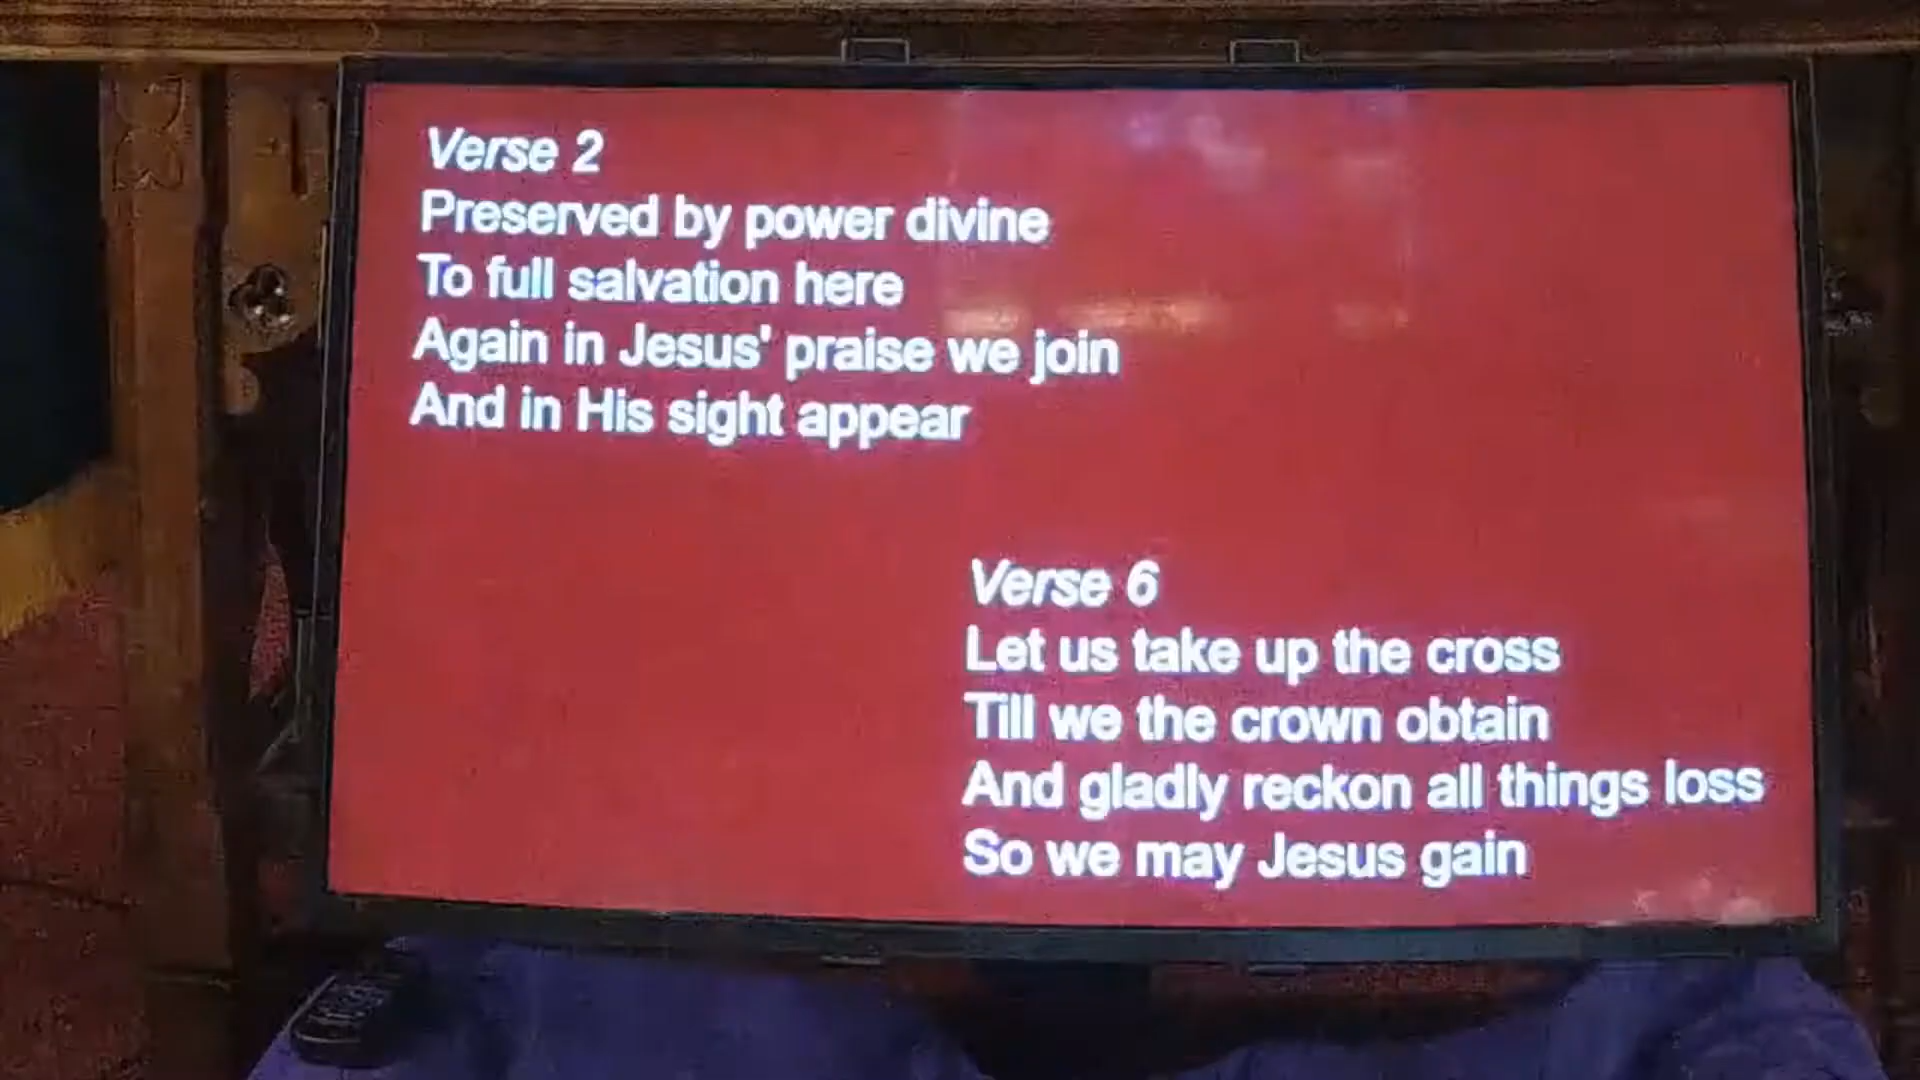 Verse 2
Preserved by power divine
To full salvation here
Again in Jesus' praise we join
And in His sight appear
Verse 6
Let us take up the cross
Till we the crown obtain
And gladly reckon all things loss
So we may Jesus gain